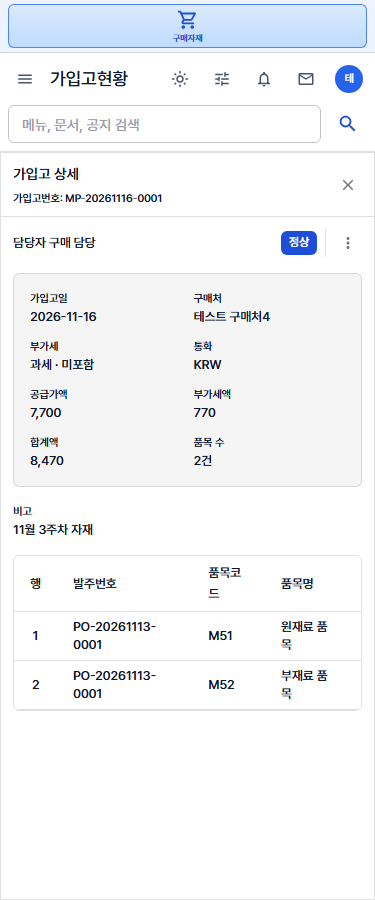 구매자재
가입고현황
테
메뉴, 문서, 공지 검색
가입고 상세
가입고번호: MP-20261116-0001
담당자 구매 담당
정상
가입고일
구매처
2026-11-16
테스트 구매처4
부가세
통화
과세 · 미포함
KRW
공급가액
부가세액
7,700
770
합계액
품목 수
8,470
2건
비고
11월 3주차 자재
행
발주번호
품목코
드
품목명
1
PO-20261113-
0001
M51
원재료 품
목
2
PO-20261113-
0001
M52
부재료 품
목